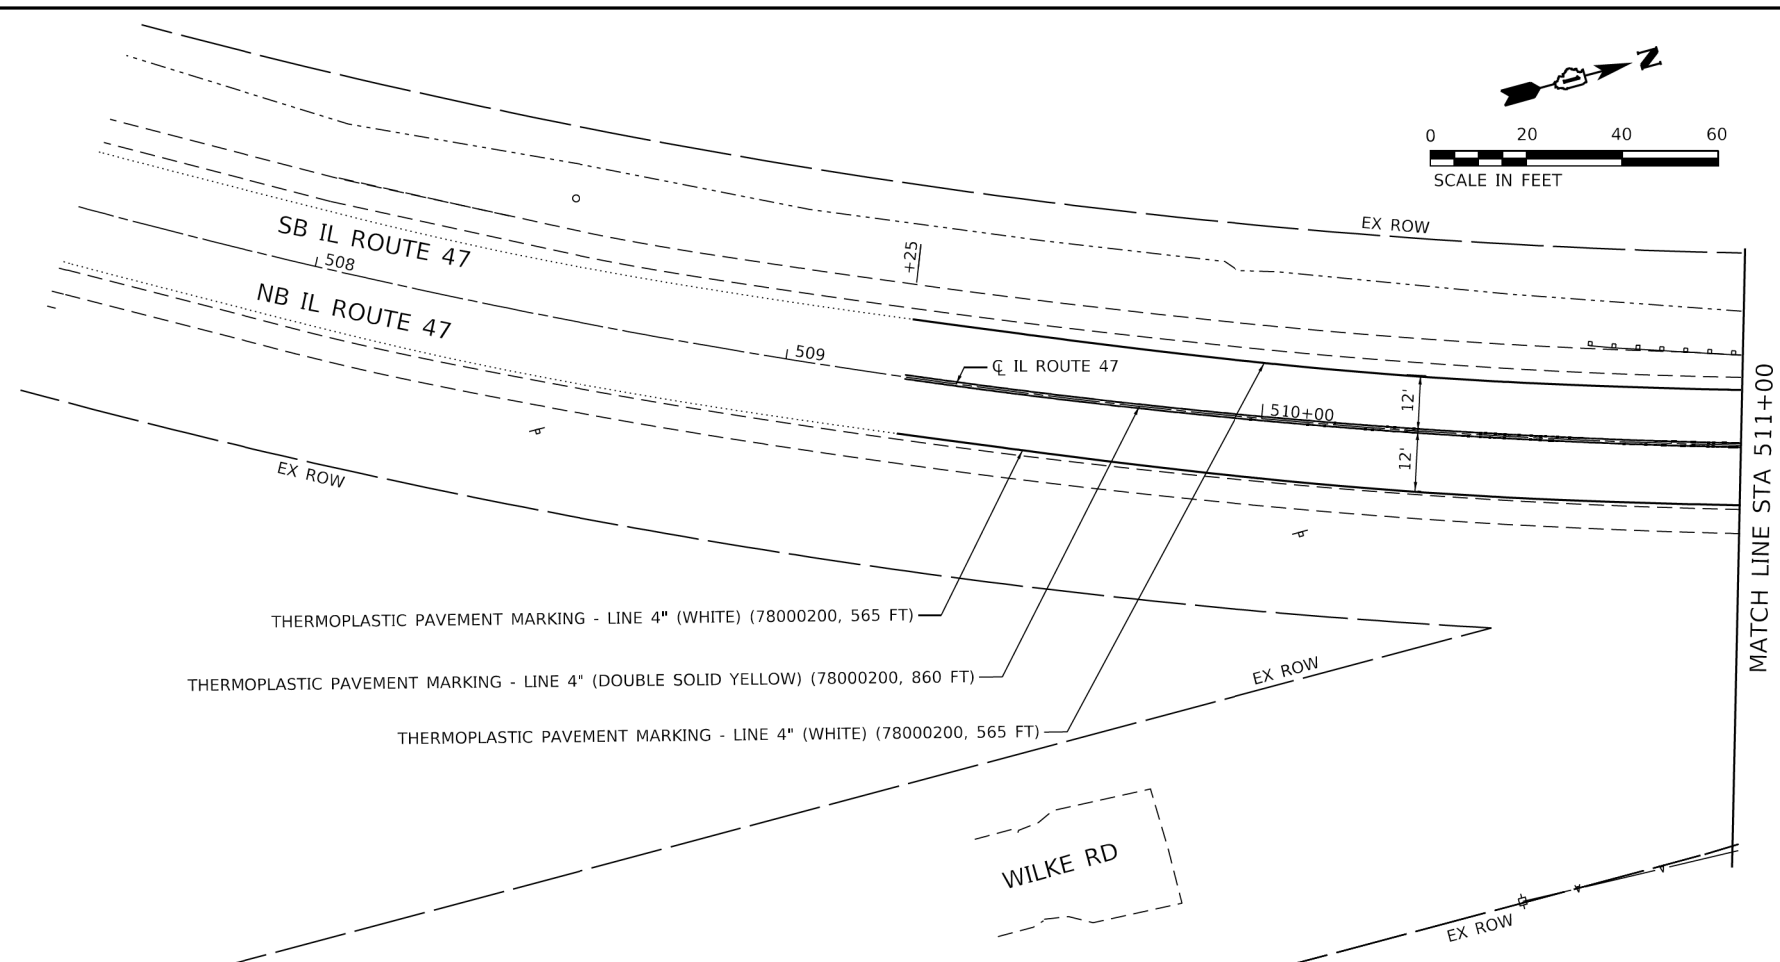 N
0 20 40 60
SCALE IN FEET
EX ROW
SB IL ROUTE 47
508
+25
NB IL ROUTE 47
509
℄ IL ROUTE 47
12'
510+00
12'
MATCH LINE STA 511+00
EX ROW
THERMOPLASTIC PAVEMENT MARKING - LINE 4" (WHITE) (78000200, 565 FT)
THERMOPLASTIC PAVEMENT MARKING - LINE 4" (DOUBLE SOLID YELLOW) (78000200, 860 FT)
EX ROW
THERMOPLASTIC PAVEMENT MARKING - LINE 4" (WHITE) (78000200, 565 FT)
WILKE RD
EX ROW